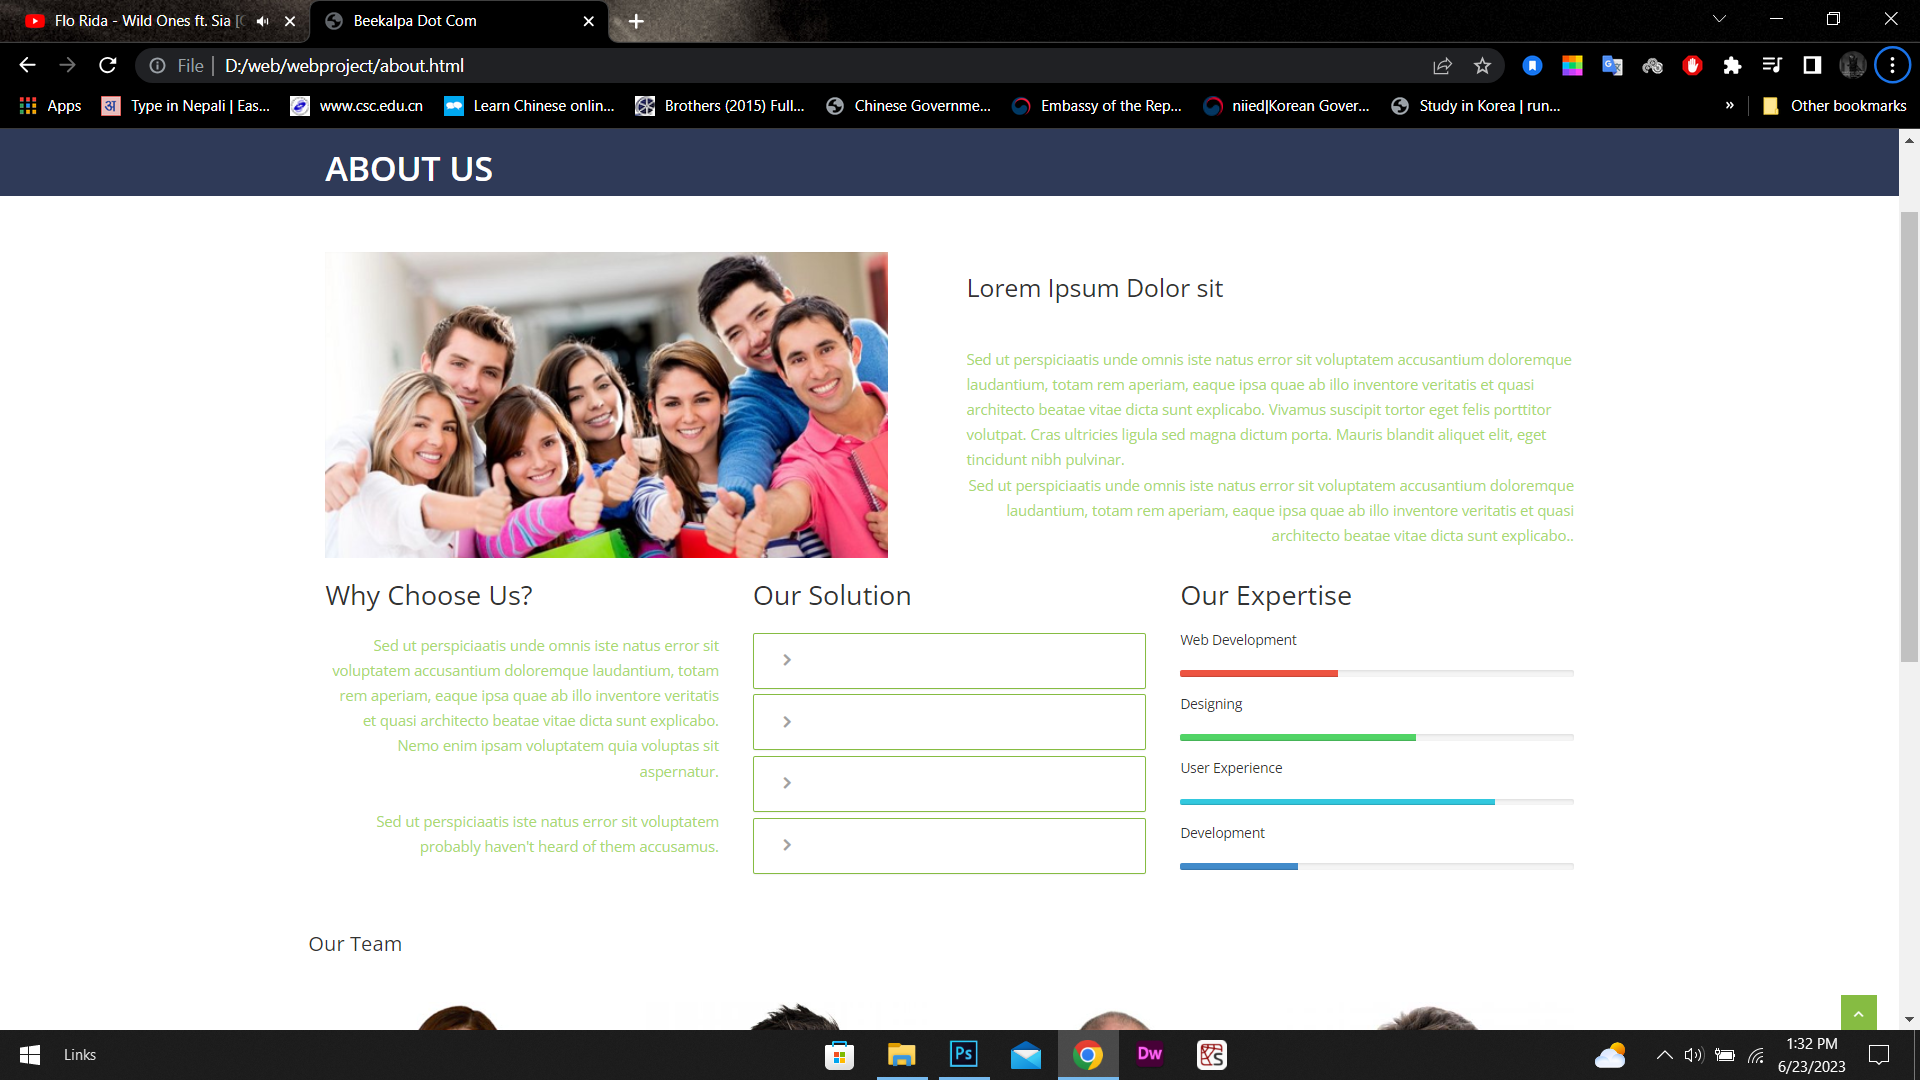 Flo Rida - Wild Ones ft. Sia
Beekalpa Dot Com
File | D:/web/webproject/about.html
Apps
Type in Nepali | Eas...
www.csc.edu.cn
Learn Chinese onlin...
Brothers (2015) Full...
Chinese Governme...
Embassy of the Rep...
niied|Korean Gover...
Study in Korea | run...
»
Other bookmarks
ABOUT US
Lorem Ipsum Dolor sit
Sed ut perspiciaatis unde omnis iste natus error sit voluptatem accusantium doloremque
laudantium, totam rem aperiam, eaque ipsa quae ab illo inventore veritatis et quasi
architecto beatae vitae dicta sunt explicabo. Vivamus suscipit tortor eget felis porttitor
volutpat. Cras ultricies ligula sed magna dictum porta. Mauris blandit aliquet elit, eget
tincidunt nibh pulvinar.
Sed ut perspiciaatis unde omnis iste natus error sit voluptatem accusantium doloremque
laudantium, totam rem aperiam, eaque ipsa quae ab illo inventore veritatis et quasi
architecto beatae vitae dicta sunt explicabo..
Why Choose Us?
Sed ut perspiciaatis unde omnis iste natus error sit
voluptatem accusantium doloremque laudantium, totam
rem aperiam, eaque ipsa quae ab illo inventore veritatis
et quasi architecto beatae vitae dicta sunt explicabo.
Nemo enim ipsam voluptatem quia voluptas sit
aspernatur.
Sed ut perspiciaatis iste natus error sit voluptatem
probably haven't heard of them accusamus.
Our Solution
Our Expertise
Web Development
Designing
User Experience
Development
Our Team
Links
Ps
Dw
1:32 PM
6/23/2023